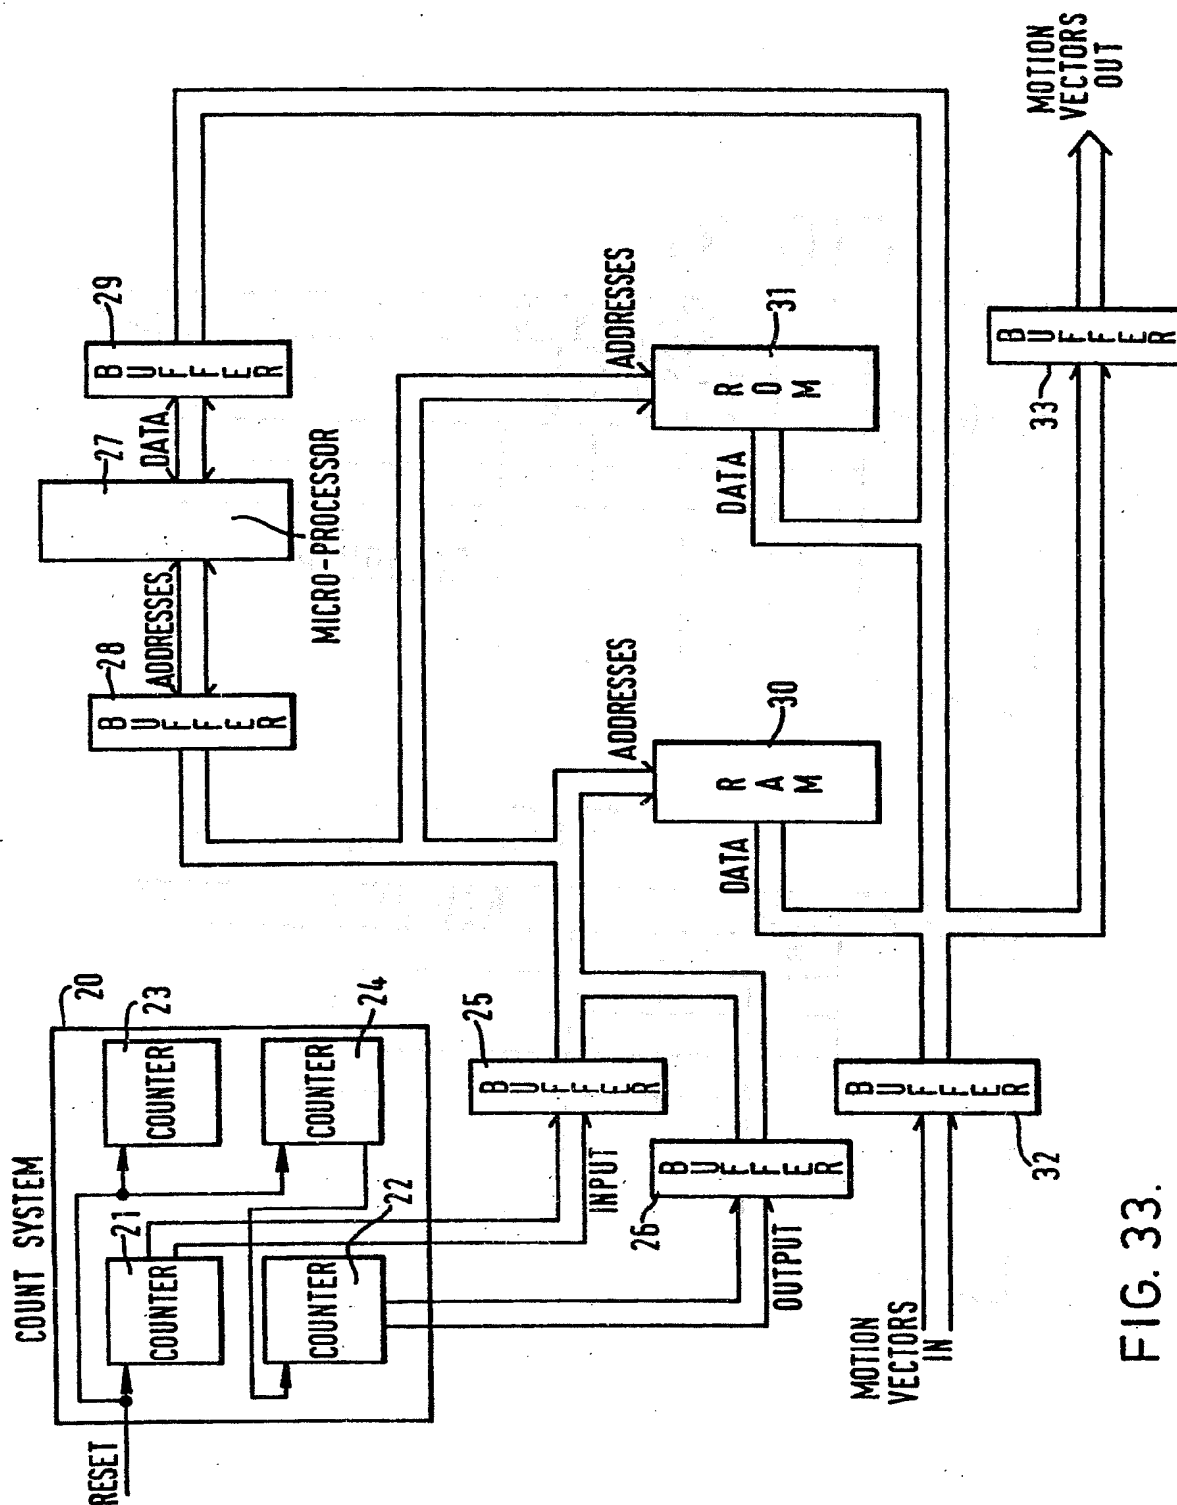 COUNT SYSTEM
20
RESET
21
COUNTER
23
COUNTER
22
COUNTER
24
COUNTER
INPUT
25
BUFFER
OUTPUT
26
BUFFER
28
BUFFER
ADDRESSES
27
MICRO-PROCESSOR
DATA
29
BUFFER
ADDRESSES
30
RAM
DATA
ADDRESSES
31
ROM
DATA
MOTION
VECTORS
IN
32
BUFFER
33
BUFFER
MOTION
VECTORS
OUT
FIG. 33.